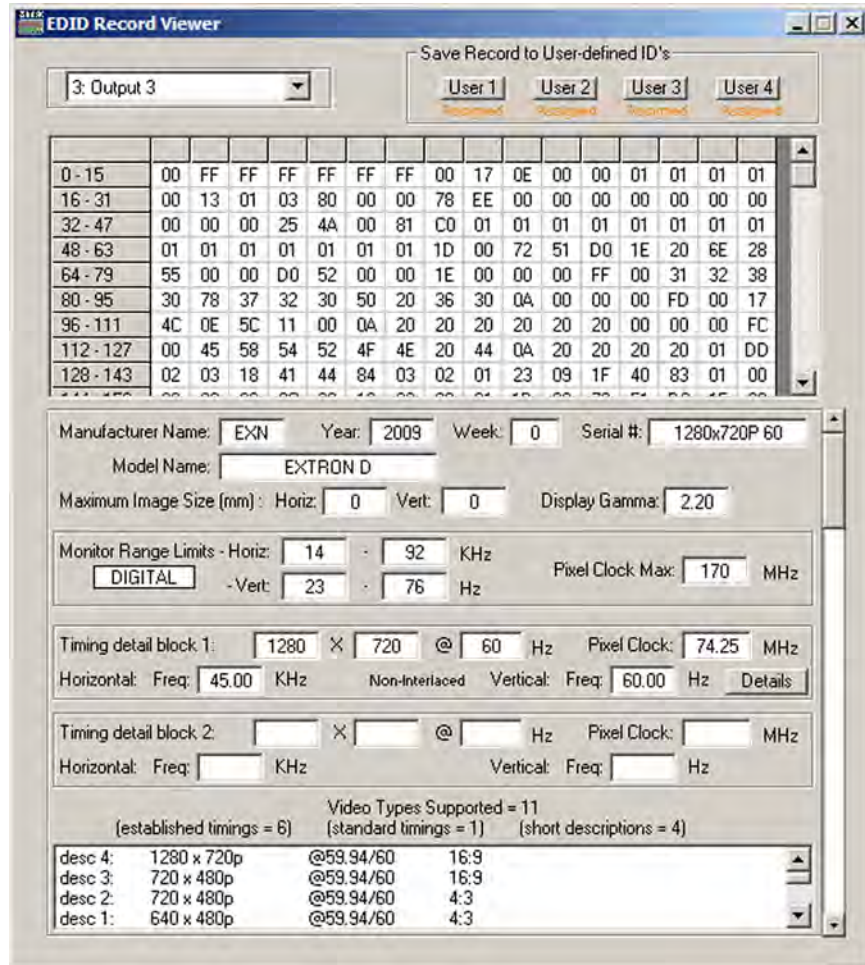 EDID Record Viewer
Save Record to User-defined ID's
3: Output 3
User 1 User 2 User 3 User 4
0 - 15 00 FF FF FF FF FF FF 00 17 0E 00 00 01 01 01 01
16 - 31 00 13 01 03 80 00 00 78 EE 00 00 00 00 00 00 00
32 - 47 00 00 00 25 4A 00 81 C0 01 01 01 01 01 01 01 01
48 - 63 01 01 01 01 01 01 01 1D 00 72 51 D0 1E 20 6E 28
64 - 79 55 00 00 D0 52 00 00 1E 00 00 00 FF 00 31 32 38
80 - 95 30 78 37 32 30 50 20 36 30 0A 00 00 00 FD 00 17
96 - 111 4C 0E 5C 11 00 0A 20 20 20 20 20 20 00 00 00 FC
112 - 127 00 45 58 54 52 4F 4E 20 44 0A 20 20 20 20 01 DD
128 - 143 02 03 18 41 44 84 03 02 01 23 09 1F 40 83 01 00
Manufacturer Name: EXN Year: 2009 Week: 0 Serial #: 1280x720P 60
Model Name: EXTRON D
Maximum Image Size (mm) : Horiz: 0 Vert: 0 Display Gamma: 2.20
Monitor Range Limits - Horiz: 14 - 92 KHz
DIGITAL - Vert: 23 - 76 Hz Pixel Clock Max: 170 MHz
Timing detail block 1: 1280 X 720 @ 60 Hz Pixel Clock: 74.25 MHz
Horizontal: Freq: 45.00 KHz Non-Interlaced Vertical: Freq: 60.00 Hz Details
Timing detail block 2: X @ Hz Pixel Clock: MHz
Horizontal: Freq: KHz Vertical: Freq: Hz
Video Types Supported = 11
(established timings = 6) (standard timings = 1) (short descriptions = 4)
desc 4: 1280 x 720p @59.94/60 16:9
desc 3: 720 x 480p @59.94/60 16:9
desc 2: 720 x 480p @59.94/60 4:3
desc 1: 640 x 480p @59.94/60 4:3